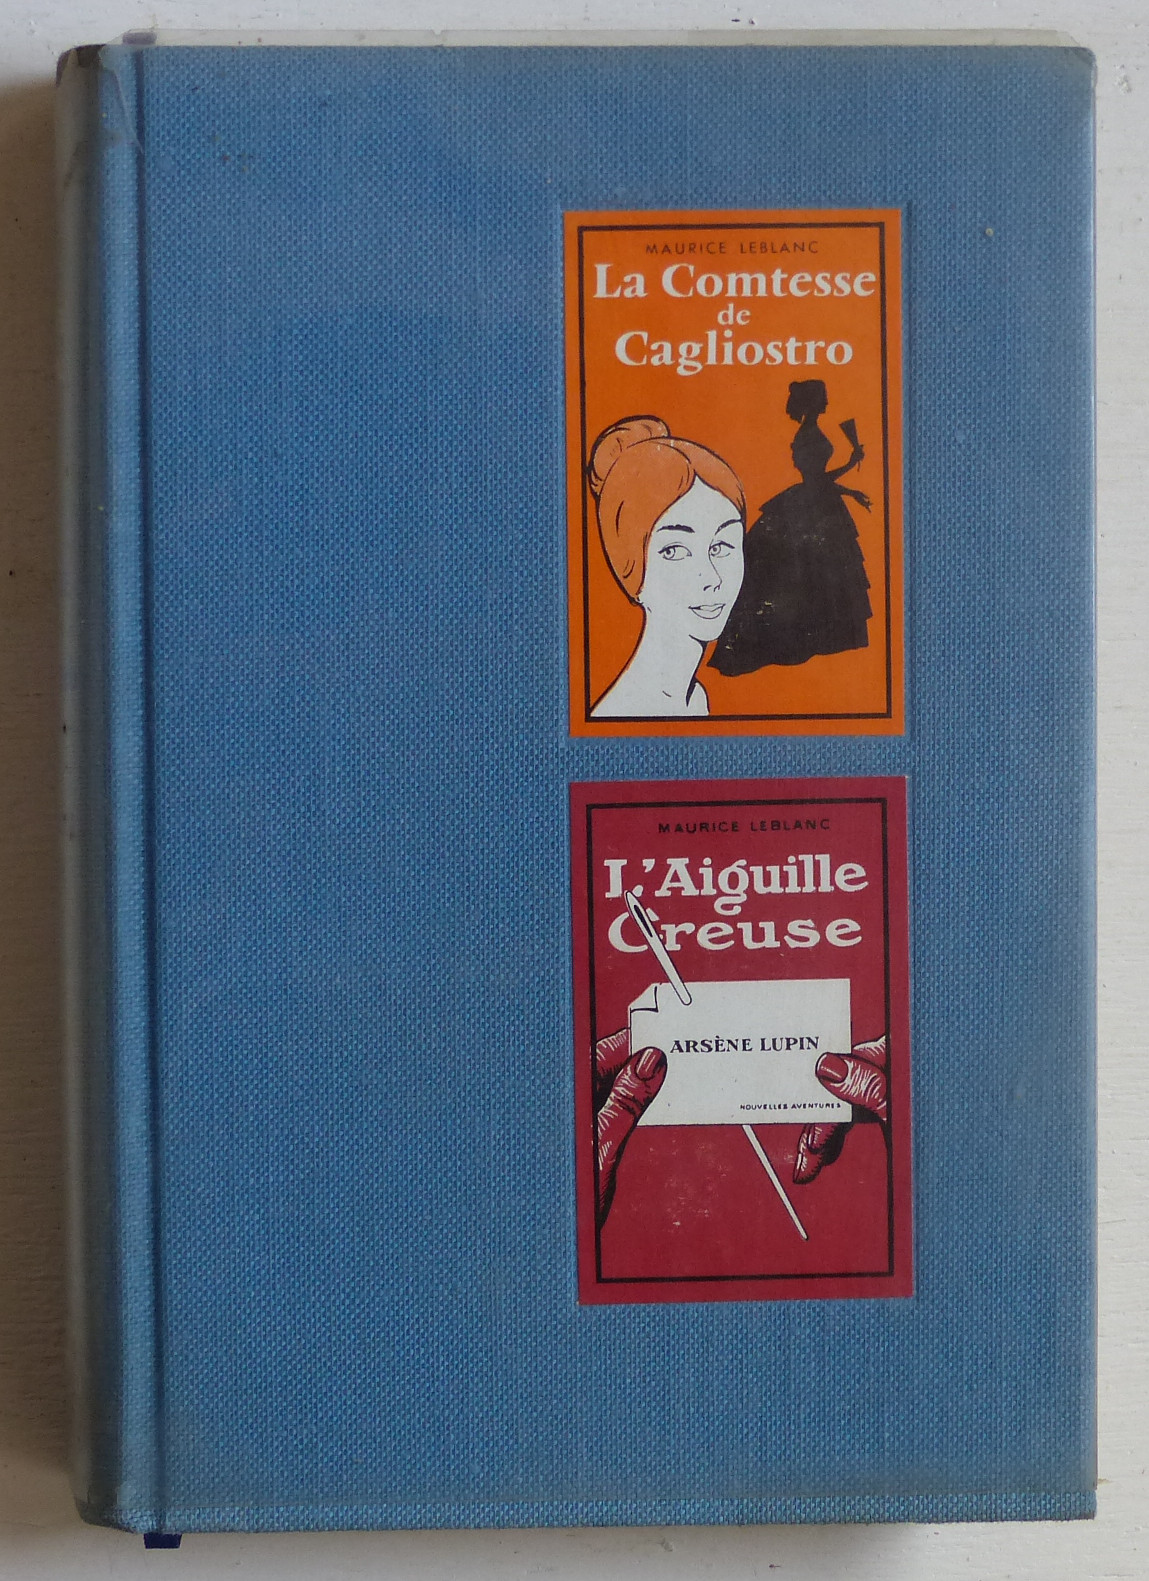 MAURICE LEBLANC
La Comtesse
de
Cagliostro
MAURICE LEBLANC
L'Aiguille
Creuse
ARSÈNE LUPIN
NOUVELLES AVENTURES